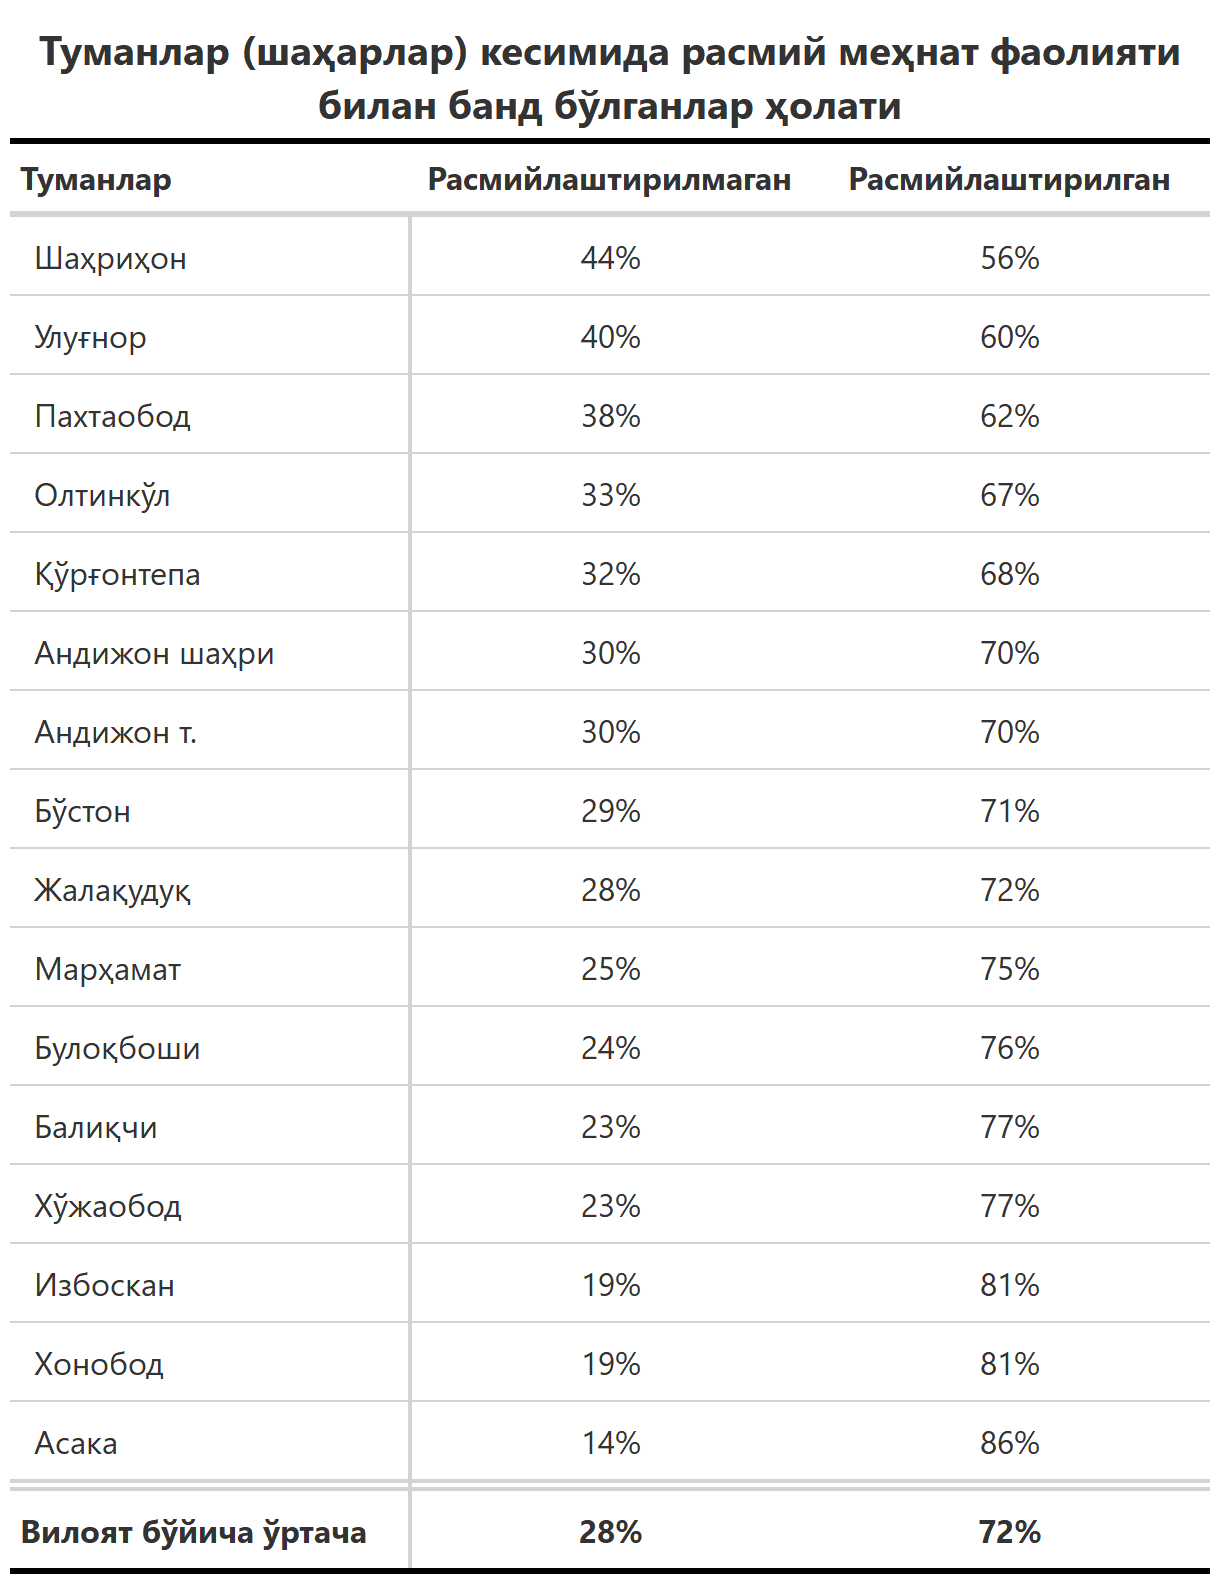 Туманлар (шаҳарлар) кесимида расмий меҳнат фаолияти
билан банд бўлганлар ҳолати
Туманлар Расмийлаштирилмаган Расмийлаштирилган
Шаҳриҳон 44% 56%
Улуғнор 40% 60%
Пахтаобод 38% 62%
Олтинкўл 33% 67%
Қўрғонтепа 32% 68%
Андижон шаҳри 30% 70%
Андижон т. 30% 70%
Бўстон 29% 71%
Жалақудуқ 28% 72%
Марҳамат 25% 75%
Булоқбоши 24% 76%
Балиқчи 23% 77%
Хўжаобод 23% 77%
Избоскан 19% 81%
Хонобод 19% 81%
Асака 14% 86%
Вилоят бўйича ўртача 28% 72%